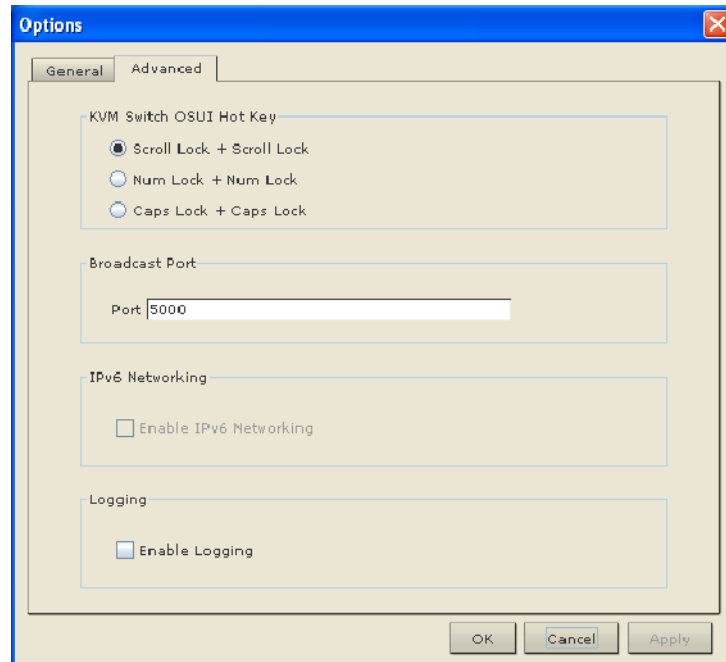 Options
General
Advanced
KVM Switch OSUI Hot Key
Scroll Lock + Scroll Lock
Num Lock + Num Lock
Caps Lock + Caps Lock
Broadcast Port
Port 5000
IPv6 Networking
Enable IPv6 Networking
Logging
Enable Logging
OK
Cancel
Apply